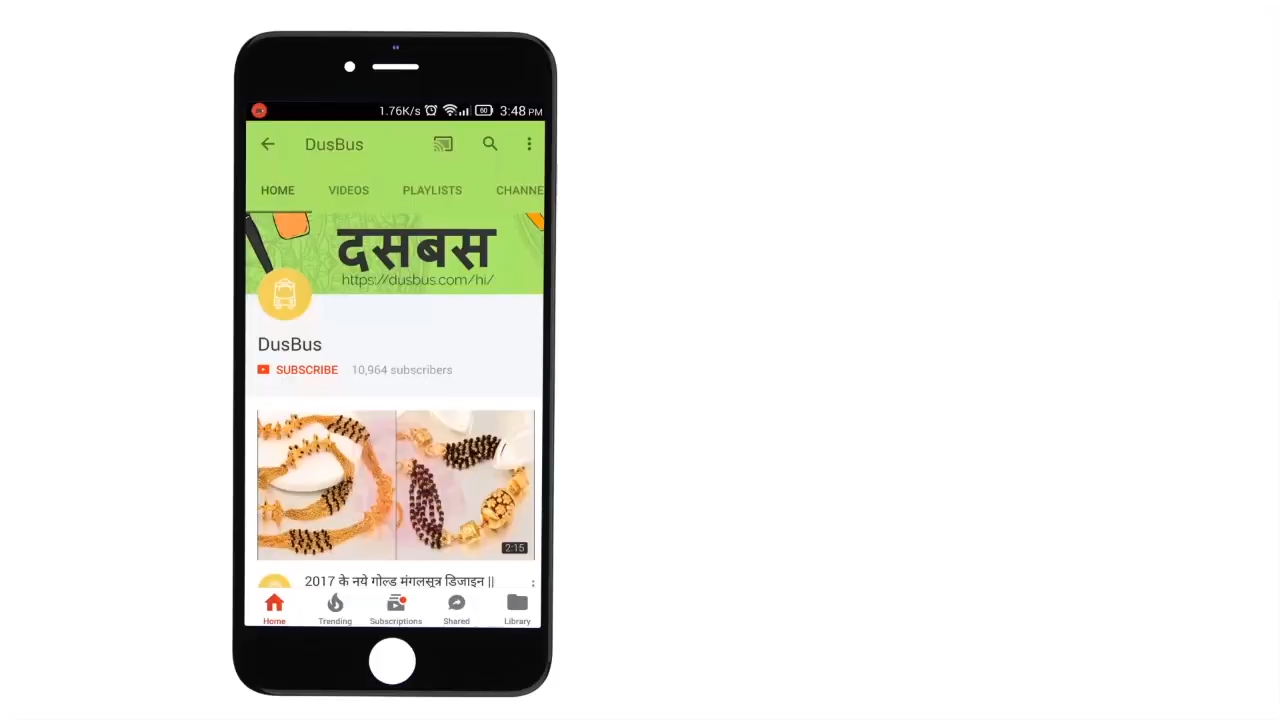 1.76K/s 60 3:48 PM
DusBus
HOME VIDEOS PLAYLISTS CHANNE
दसबस
https://dusbus.com/hi/
DusBus
SUBSCRIBE 10,964 subscribers
2:15
2017 के नये गोल्ड मंगलसूत्र डिजाइन ||
Home Trending Subscriptions Shared Library